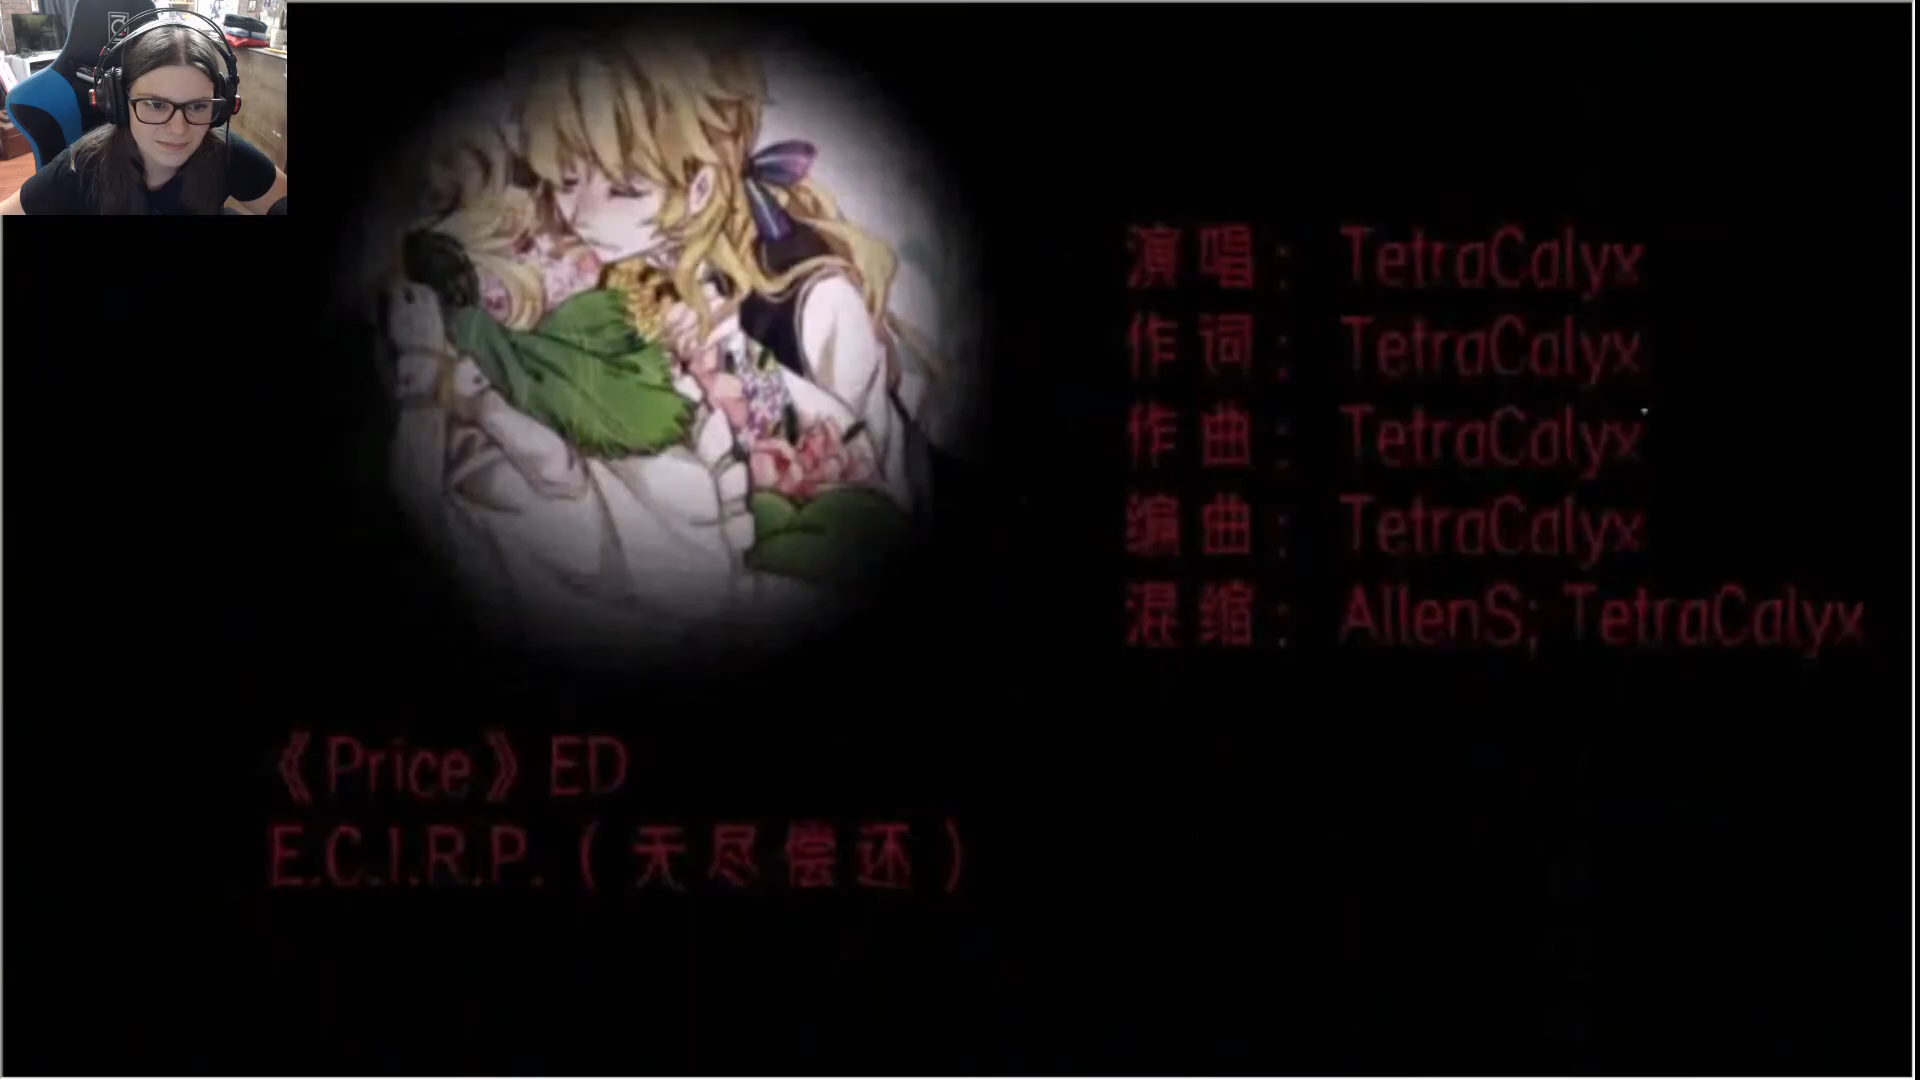 演唱： TetraCalyx
作词： TetraCalyx
作曲： TetraCalyx
编曲： TetraCalyx
混缩： AllenS; TetraCalyx
《Price》ED
E.C.I.R.P.（无尽偿还）